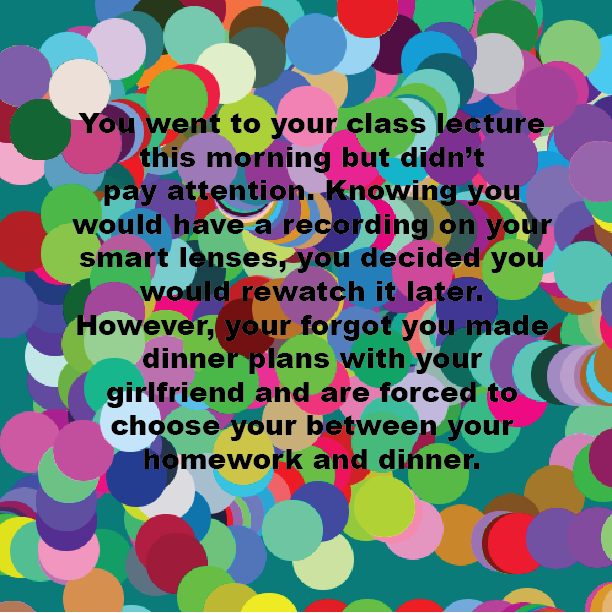 You went to your class lecture
this morning but didn’t
pay attention. Knowing you
would have a recording on your
smart lenses, you decided you
would rewatch it later.
However, your forgot you made
dinner plans with your
girlfriend and are forced to
choose your between your
homework and dinner.